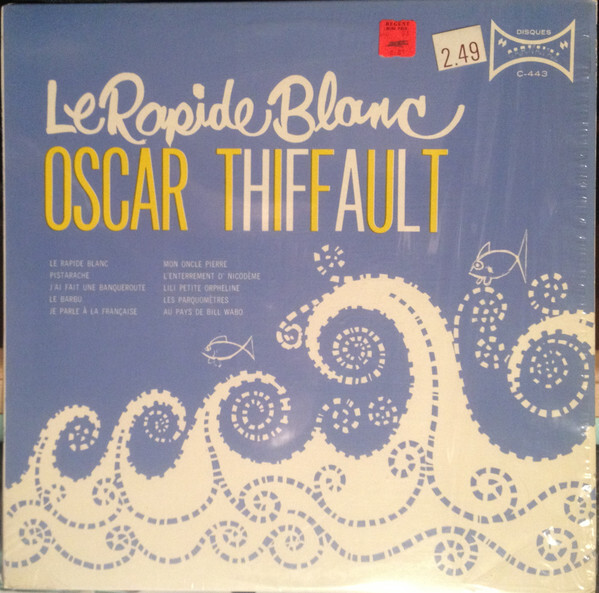 DISQUES
C-443
2.49
Le Rapide Blanc
OSCAR THIFFAULT
LE RAPIDE BLANC
PISTARACHE
J'AI FAIT UNE BANQUEROUTE
LE BARBU
JE PARLE À LA FRANÇAISE
MON ONCLE PIERRE
L'ENTERREMENT D' NICODÈME
LILI PETITE ORPHELINE
LES PARQUOMÈTRES
AU PAYS DE BILL WABO